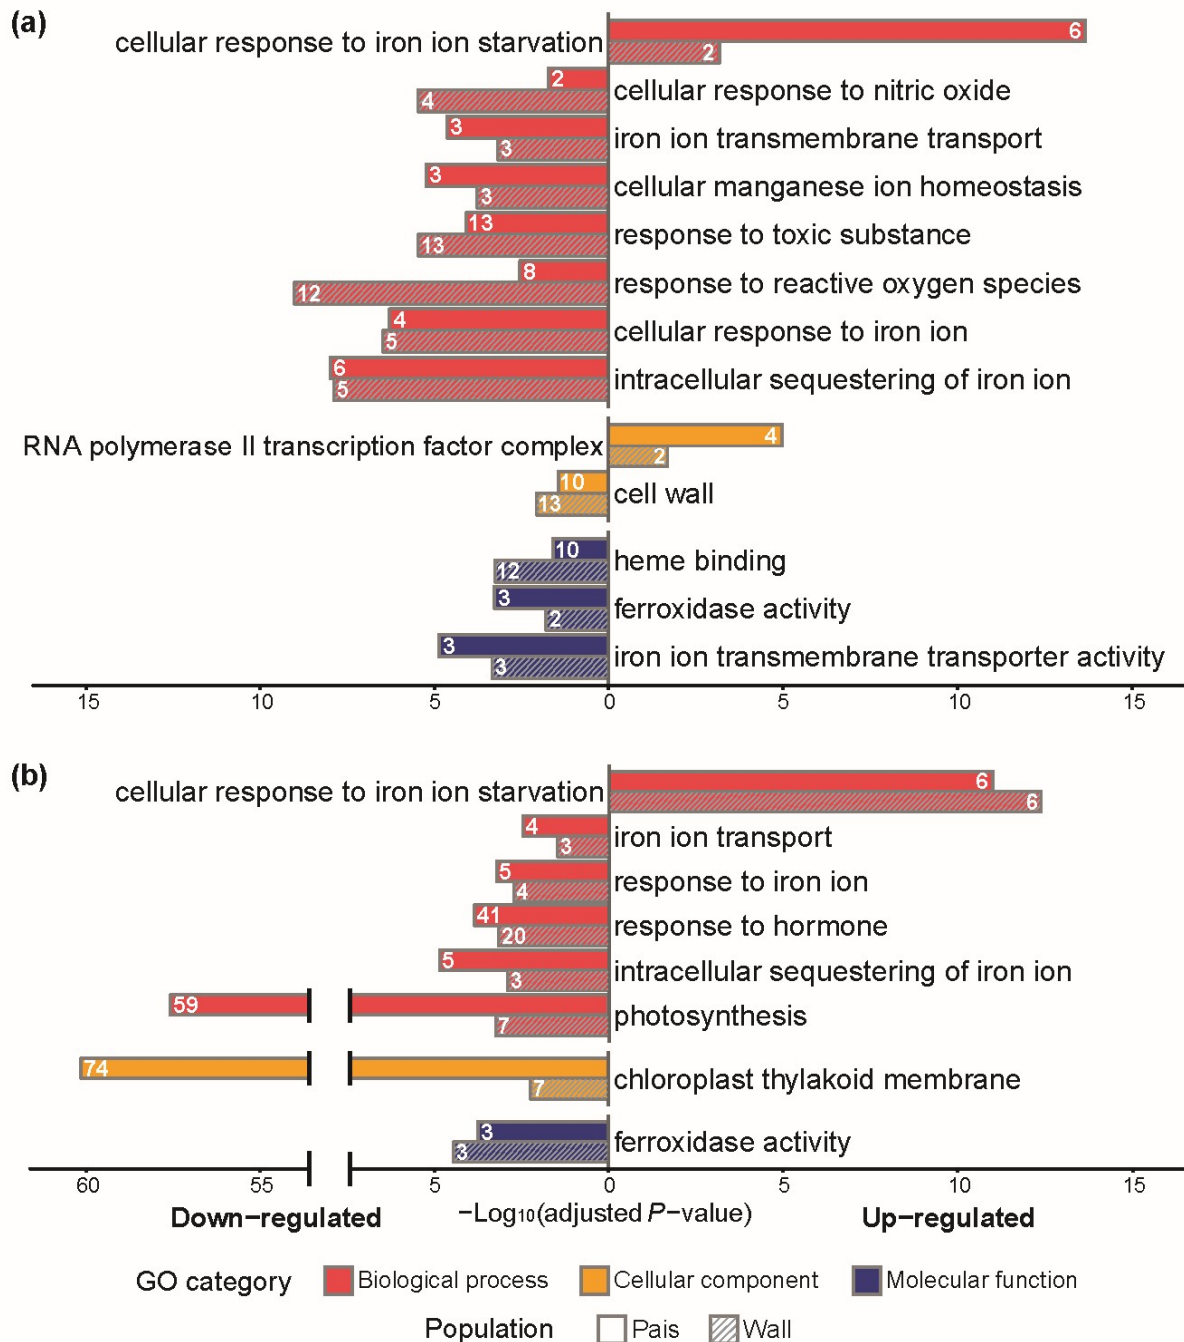 (a)
cellular response to iron ion starvation 6
2
2 cellular response to nitric oxide
4
3 iron ion transmembrane transport
3
3 cellular manganese ion homeostasis
3
13 response to toxic substance
13
8 response to reactive oxygen species
12
4 cellular response to iron ion
5
6 intracellular sequestering of iron ion
5
RNA polymerase II transcription factor complex 4
2
10 cell wall
13
10 heme binding
12
3 ferroxidase activity
2
3 iron ion transmembrane transporter activity
3
15 10 5 0 5 10 15
(b)
cellular response to iron ion starvation 6
6
4 iron ion transport
3
5 response to iron ion
4
41 response to hormone
20
5 intracellular sequestering of iron ion
3
59 photosynthesis
7
74 chloroplast thylakoid membrane
7
3 ferroxidase activity
3
60 55 5 0 5 10 15
Down−regulated −Log10(adjusted P−value) Up−regulated
GO category Biological process Cellular component Molecular function
Population Pais Wall